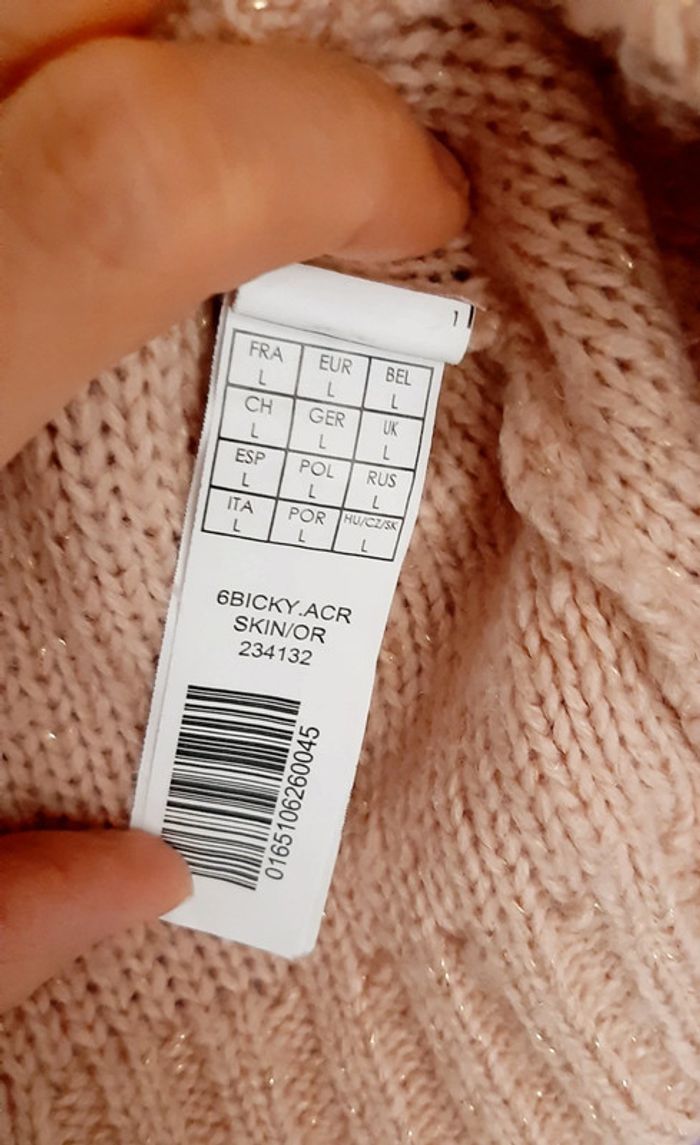 1
FRA EUR BEL
L L L
CH GER UK
L L L
ESP POL RUS
L L L
ITA POR HU/CZ/SK
L L L
6BICKY.ACR
SKIN/OR
234132
0165106260045